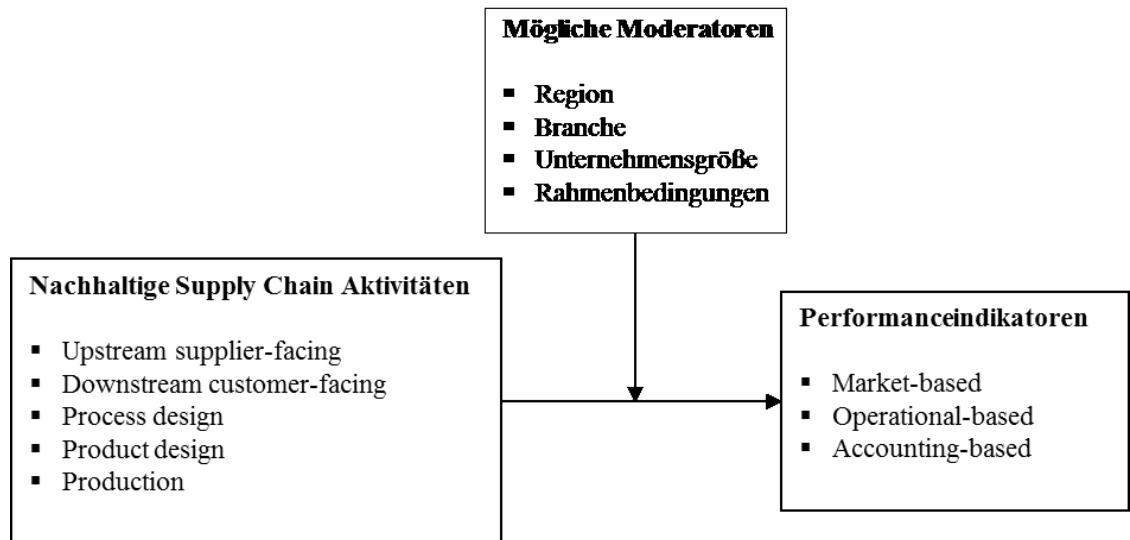 Mögliche Moderatoren
▪ Region
▪ Branche
▪ Unternehmensgröße
▪ Rahmenbedingungen
Nachhaltige Supply Chain Aktivitäten
▪ Upstream supplier-facing
▪ Downstream customer-facing
▪ Process design
▪ Product design
▪ Production
Performanceindikatoren
▪ Market-based
▪ Operational-based
▪ Accounting-based